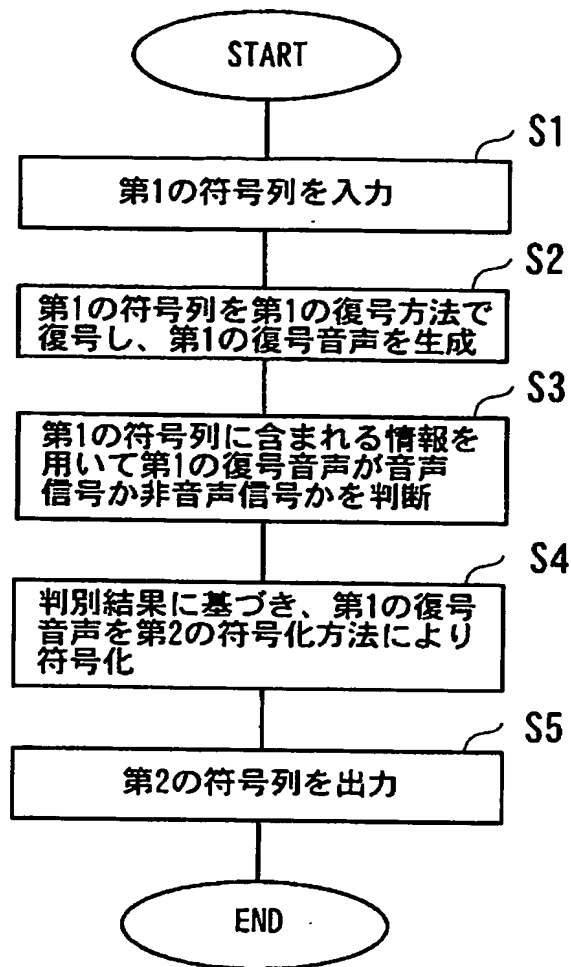 START
S1
第1の符号列を入力
S2
第1の符号列を第1の復号方法で
復号し、第1の復号音声を生成
S3
第1の符号列に含まれる情報を
用いて第1の復号音声が音声
信号か非音声信号かを判断
S4
判別結果に基づき、第1の復号
音声を第2の符号化方法により
符号化
S5
第2の符号列を出力
END